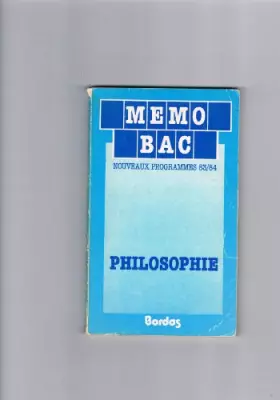 MEMO
BAC
NOUVEAUX PROGRAMMES 83/84
PHILOSOPHIE
Bordas